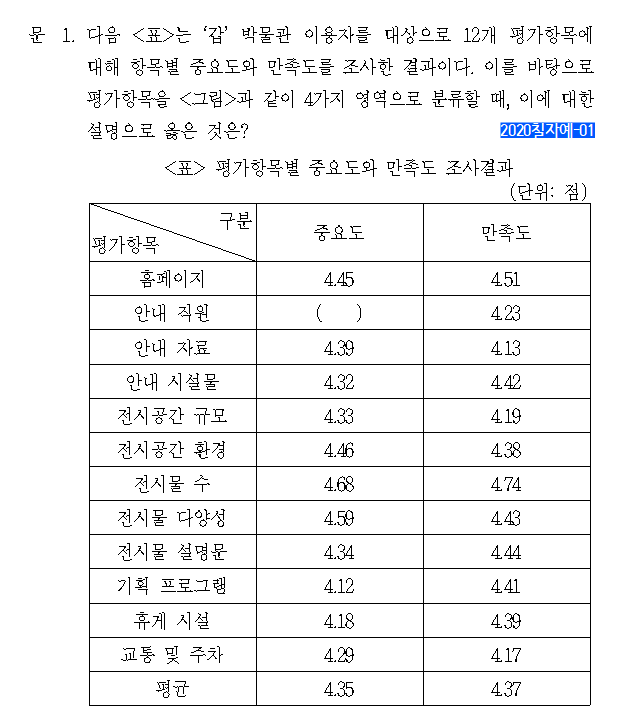 문 1. 다음 <표>는 ‘갑’ 박물관 이용자를 대상으로 12개 평가항목에
대해 항목별 중요도와 만족도를 조사한 결과이다. 이를 바탕으로
평가항목을 <그림>과 같이 4가지 영역으로 분류할 때, 이에 대한
설명으로 옳은 것은? 2020침자예-01
<표> 평가항목별 중요도와 만족도 조사결과
(단위: 점)
구분
평가항목 중요도 만족도
홈페이지 4.45 4.51
안내 직원 ( ) 4.23
안내 자료 4.39 4.13
안내 시설물 4.32 4.42
전시공간 규모 4.33 4.19
전시공간 환경 4.46 4.38
전시물 수 4.68 4.74
전시물 다양성 4.59 4.43
전시물 설명문 4.34 4.44
기획 프로그램 4.12 4.41
휴게 시설 4.18 4.39
교통 및 주차 4.29 4.17
평균 4.35 4.37